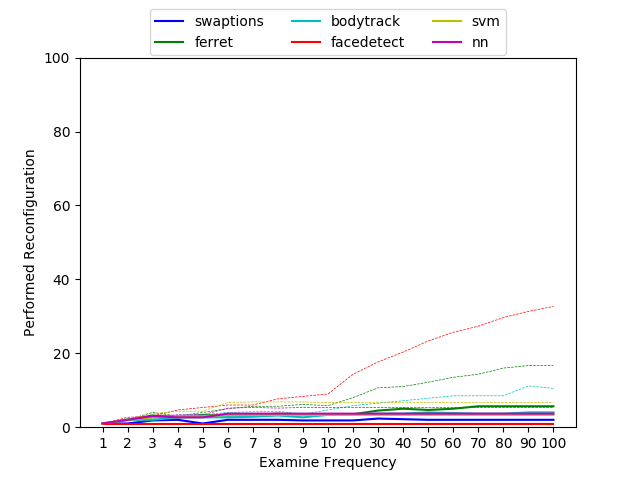 swaptions bodytrack svm
ferret facedetect nn
100
80
60
40
20
0
Performed Reconfiguration
1 2 3 4 5 6 7 8 9 10 20 30 40 50 60 70 80 90 100
Examine Frequency